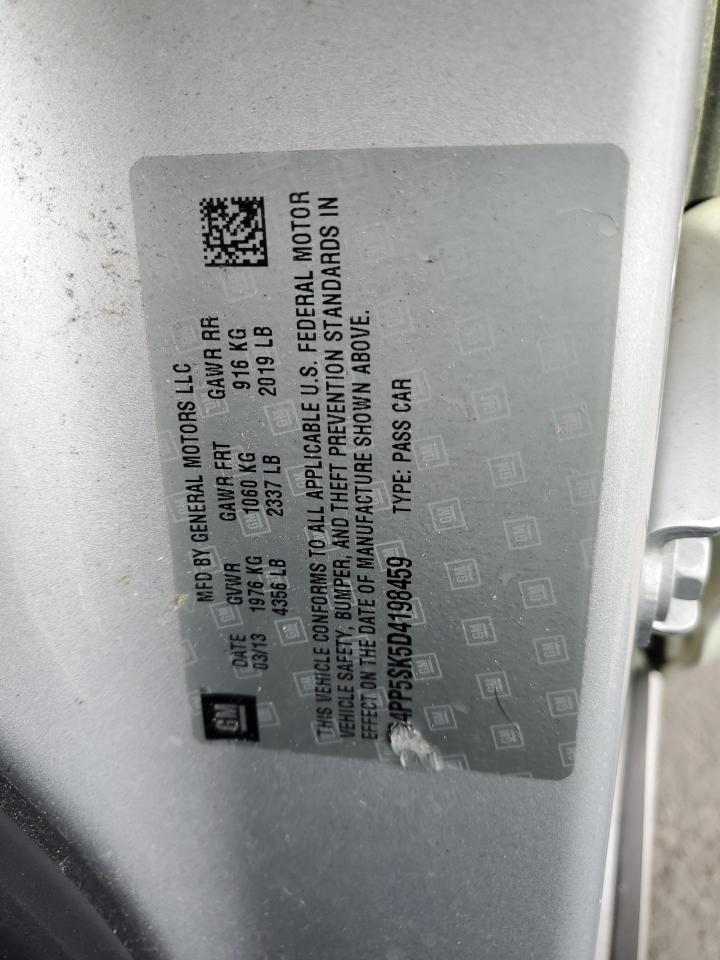 GM
MFD BY GENERAL MOTORS LLC
DATE GVWR GAWR FRT GAWR RR
03/13 1976 KG 1060 KG 916 KG
4356 LB 2337 LB 2019 LB
THIS VEHICLE CONFORMS TO ALL APPLICABLE U.S. FEDERAL MOTOR
VEHICLE SAFETY, BUMPER, AND THEFT PREVENTION STANDARDS IN
EFFECT ON THE DATE OF MANUFACTURE SHOWN ABOVE.
4PP5SK5D4198459 TYPE: PASS CAR